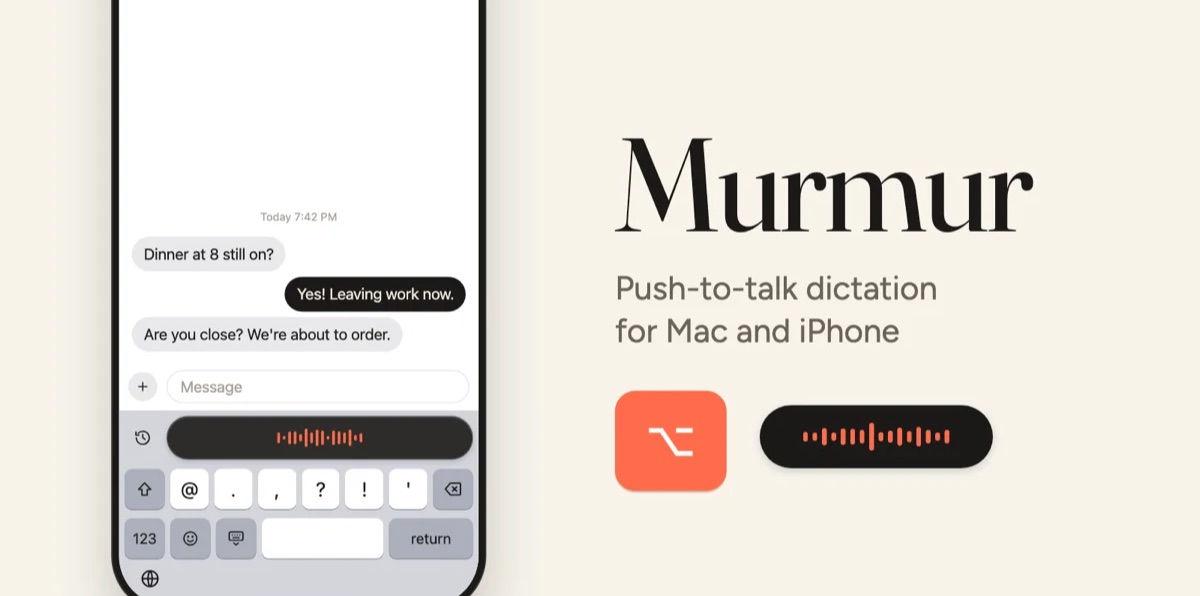 Today 7:42 PM
Dinner at 8 still on?
Yes! Leaving work now.
Are you close? We're about to order.
+ Message
@ . , ? ! '
123 return
Murmur
Push-to-talk dictation
for Mac and iPhone
⌥